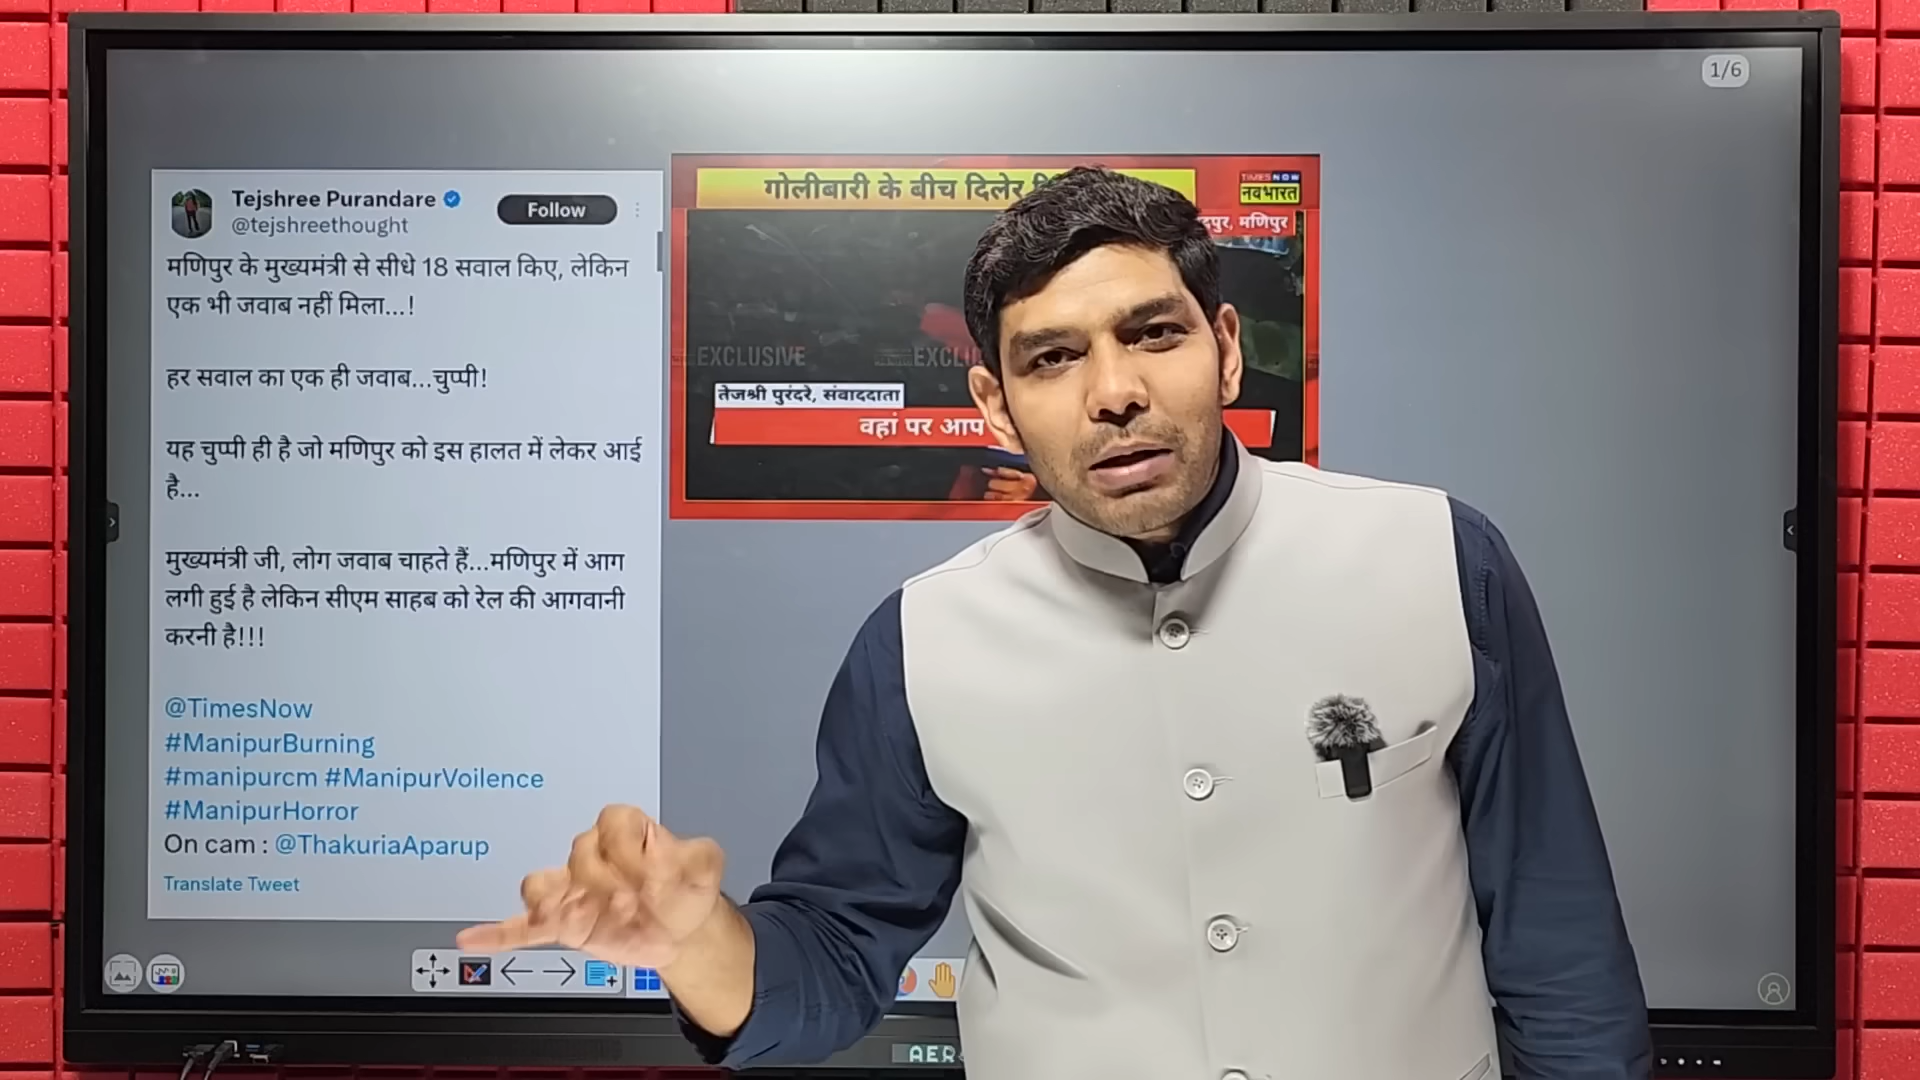 1/6
Tejshree Purandare
@tejshreethought
Follow
मणिपुर के मुख्यमंत्री से सीधे 18 सवाल किए, लेकिन
एक भी जवाब नहीं मिला...!
हर सवाल का एक ही जवाब...चुप्पी!
यह चुप्पी ही है जो मणिपुर को इस हालत में लेकर आई
है...
मुख्यमंत्री जी, लोग जवाब चाहते हैं...मणिपुर में आग
लगी हुई है लेकिन सीएम साहब को रेल की आगवानी
करनी है!!!
@TimesNow
#ManipurBurning
#manipurcm #ManipurVoilence
#ManipurHorror
On cam : @ThakuriaAparup
Translate Tweet
गोलीबारी के बीच दिलेर
TIMES NOW
नवभारत
मणिपुर
EXCLUSIVE
तेजश्री पुरंदरे, संवाददाता
वहां पर आप